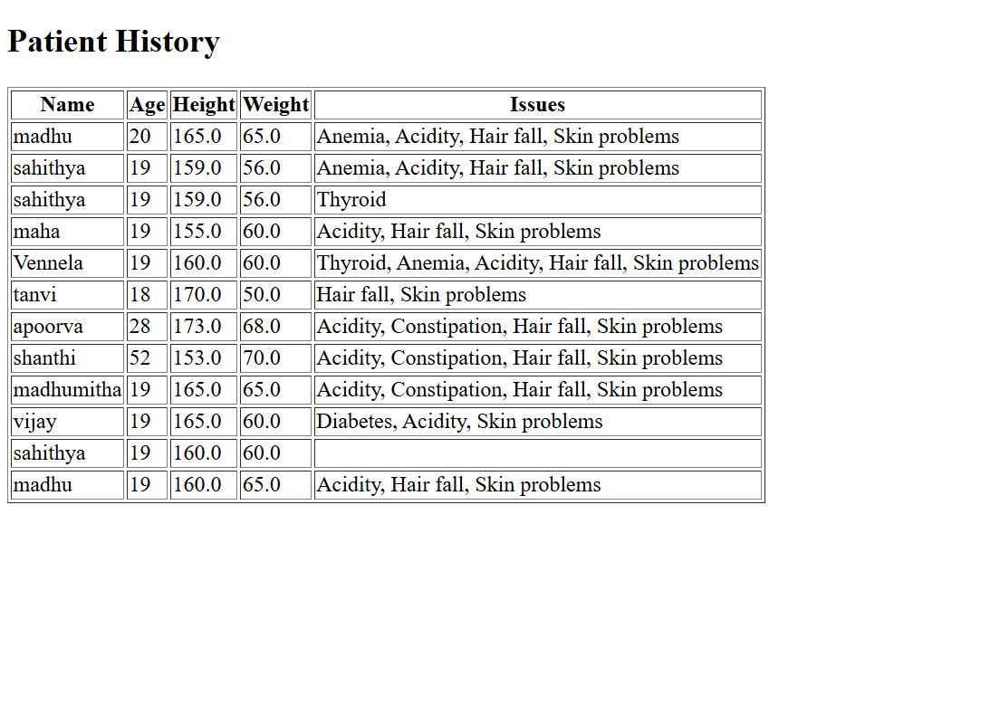 Patient History
Name Age Height Weight Issues
madhu 20 165.0 65.0 Anemia, Acidity, Hair fall, Skin problems
sahithya 19 159.0 56.0 Anemia, Acidity, Hair fall, Skin problems
sahithya 19 159.0 56.0 Thyroid
maha 19 155.0 60.0 Acidity, Hair fall, Skin problems
Vennela 19 160.0 60.0 Thyroid, Anemia, Acidity, Hair fall, Skin problems
tanvi 18 170.0 50.0 Hair fall, Skin problems
apoorva 28 173.0 68.0 Acidity, Constipation, Hair fall, Skin problems
shanthi 52 153.0 70.0 Acidity, Constipation, Hair fall, Skin problems
madhumitha 19 165.0 65.0 Acidity, Constipation, Hair fall, Skin problems
vijay 19 165.0 60.0 Diabetes, Acidity, Skin problems
sahithya 19 160.0 60.0
madhu 19 160.0 65.0 Acidity, Hair fall, Skin problems